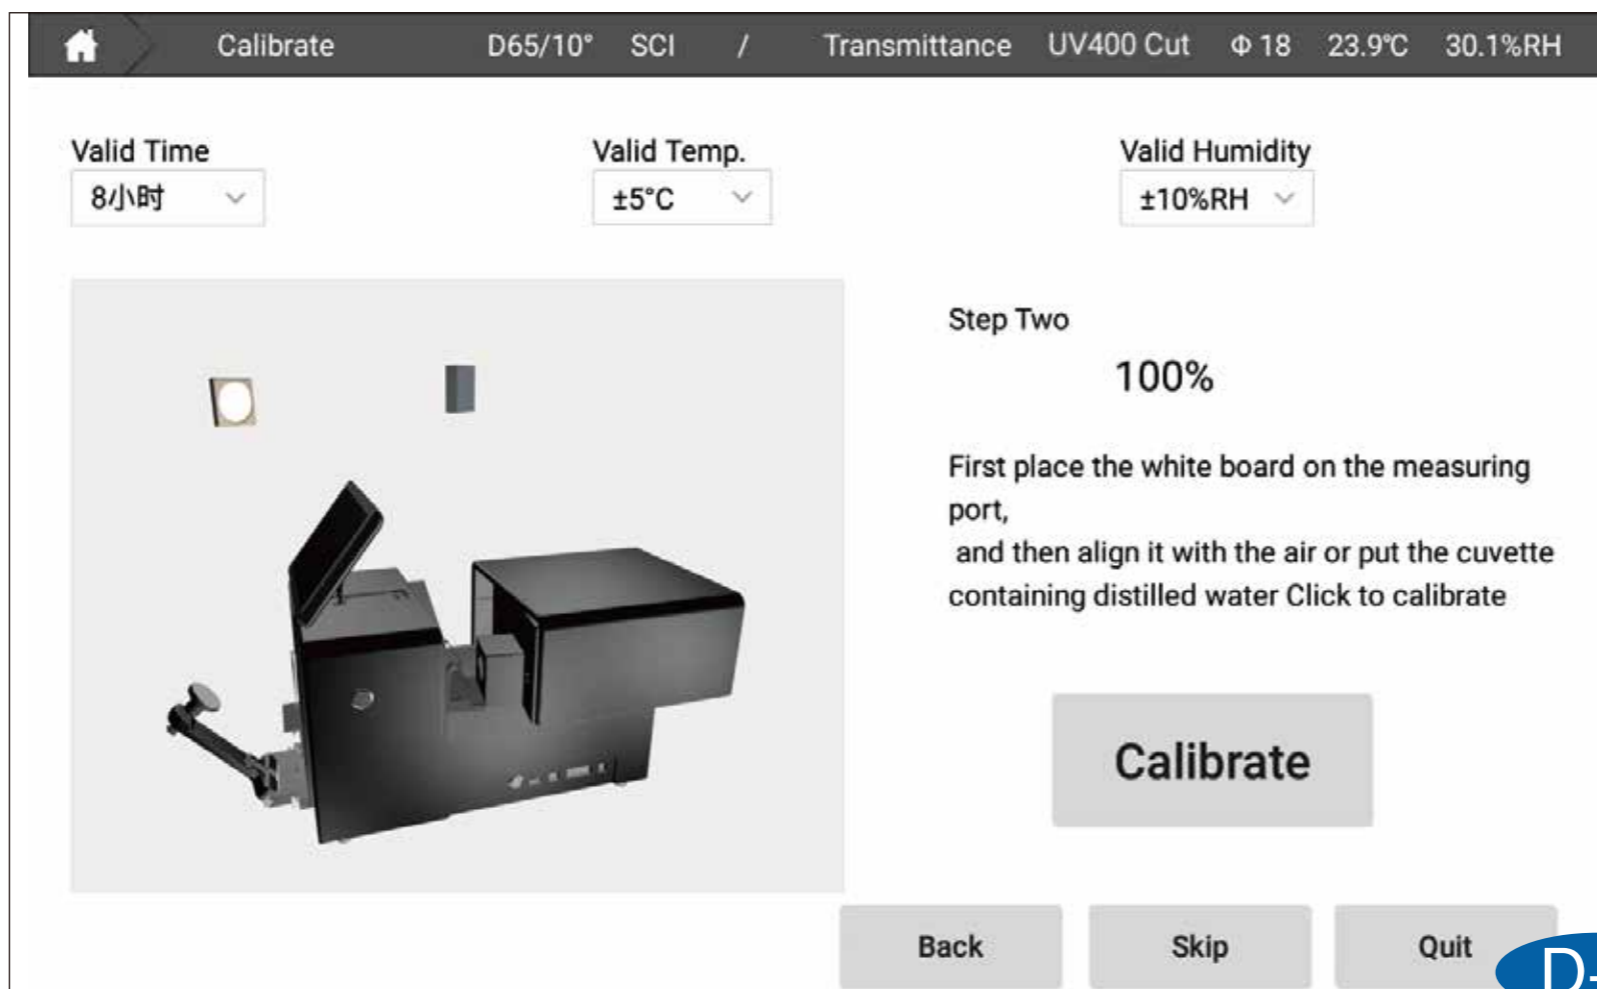 Calibrate D65/10° SCI / Transmittance UV400 Cut Φ 18 23.9℃ 30.1%RH
Valid Time Valid Temp. Valid Humidity
8小时 ±5°C ±10%RH
Step Two
100%
First place the white board on the measuring
port,
and then align it with the air or put the cuvette
containing distilled water Click to calibrate
Calibrate
Back Skip Quit
D-